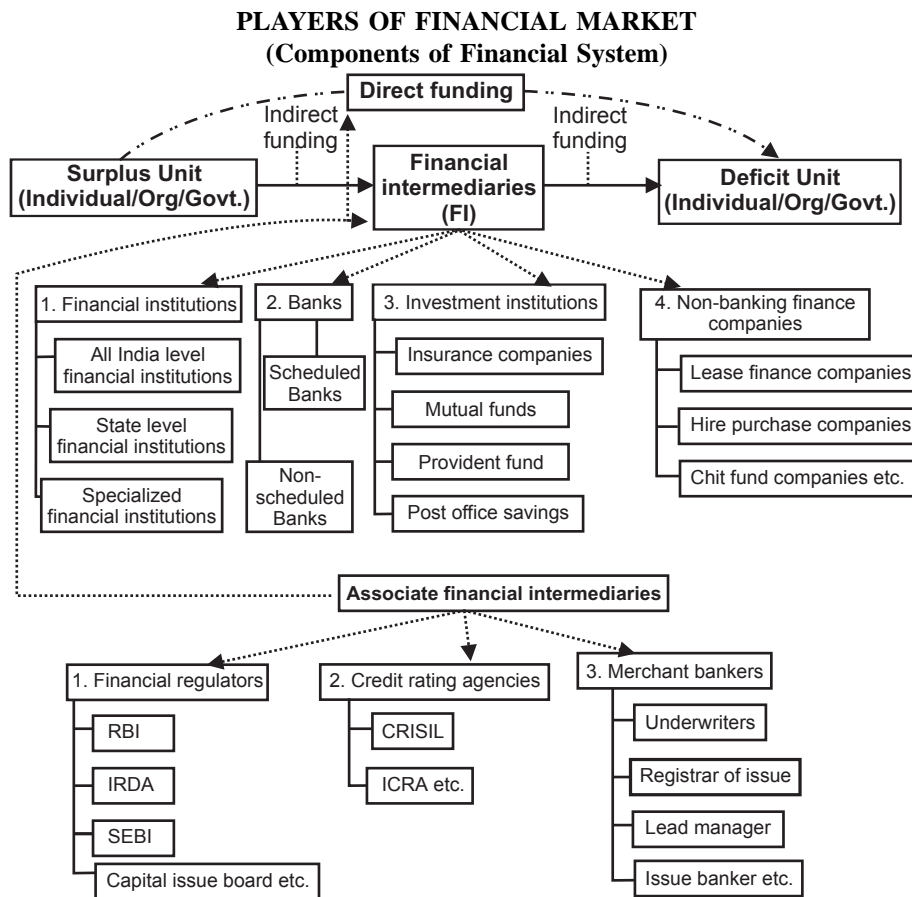 PLAYERS OF FINANCIAL MARKET
(Components of Financial System)
Direct funding
Indirect
funding
Indirect
funding
Surplus Unit
(Individual/Org/Govt.)
Financial
intermediaries
(FI)
Deficit Unit
(Individual/Org/Govt.)
1. Financial institutions
All India level
financial institutions
State level
financial institutions
Specialized
financial institutions
2. Banks
Scheduled
Banks
Non-
scheduled
Banks
3. Investment institutions
Insurance companies
Mutual funds
Provident fund
Post office savings
4. Non-banking finance
companies
Lease finance companies
Hire purchase companies
Chit fund companies etc.
Associate financial intermediaries
1. Financial regulators
RBI
IRDA
SEBI
Capital issue board etc.
2. Credit rating agencies
CRISIL
ICRA etc.
3. Merchant bankers
Underwriters
Registrar of issue
Lead manager
Issue banker etc.